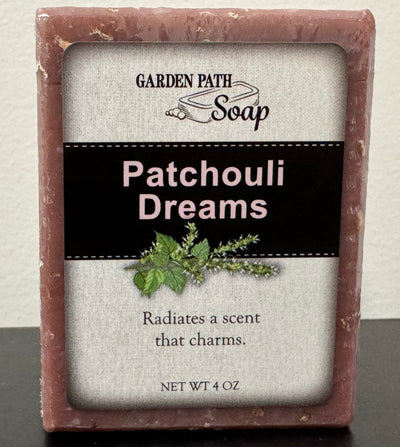 GARDEN PATH
Soap
Patchouli
Dreams
Radiates a scent
that charms.
NET WT 4 OZ